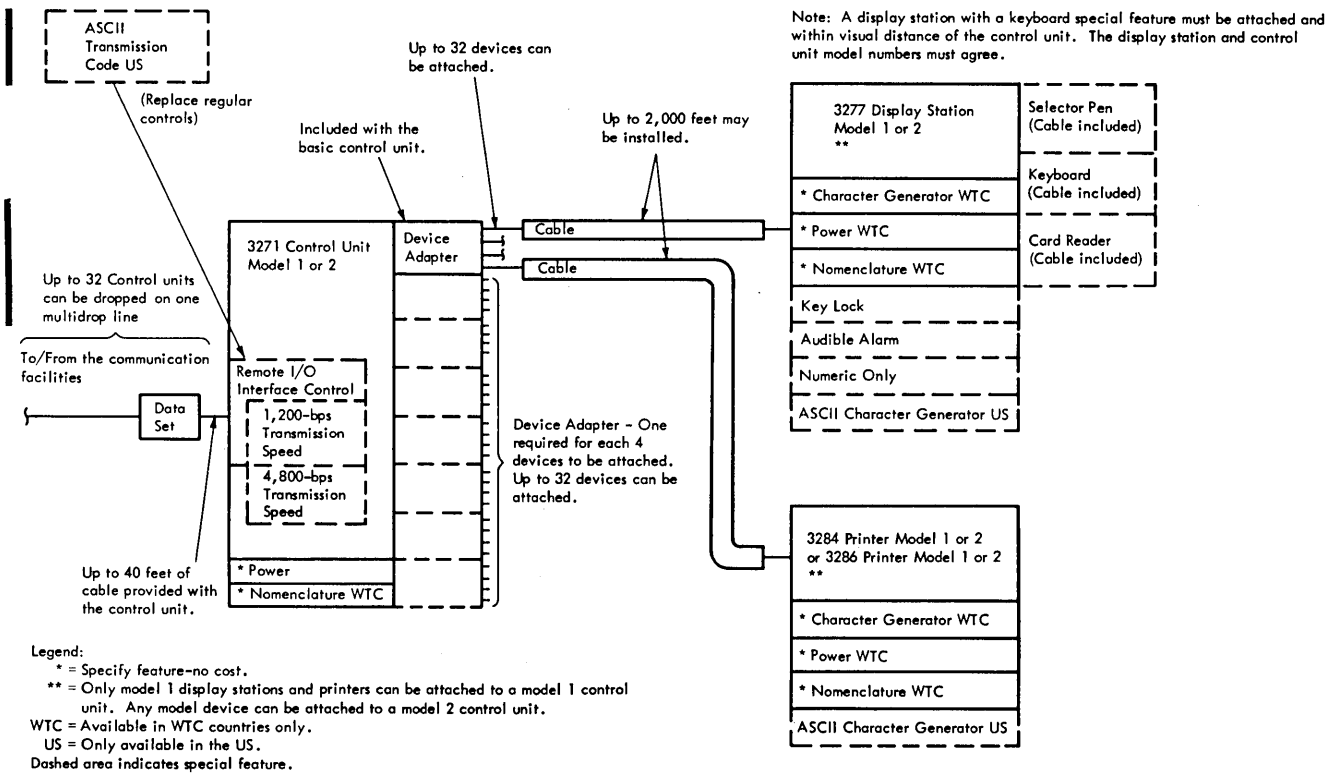 ASCII
Transmission
Code US
(Replace regular
controls)
Included with the
basic control unit.
Up to 32 devices can
be attached.
Up to 2,000 feet may
be installed.
Note: A display station with a keyboard special feature must be attached and
within visual distance of the control unit. The display station and control
unit model numbers must agree.
3277 Display Station
Model 1 or 2
**
* Character Generator WTC
* Power WTC
* Nomenclature WTC
Key Lock
Audible Alarm
Numeric Only
ASCII Character Generator US
Selector Pen
(Cable included)
Keyboard
(Cable included)
Card Reader
(Cable included)
3271 Control Unit
Model 1 or 2
Device
Adapter
Cable
Cable
Up to 32 Control units
can be dropped on one
multidrop line
To/From the communication
facilities
Data
Set
Remote I/O
Interface Control
1,200-bps
Transmission
Speed
4,800-bps
Transmission
Speed
* Power
* Nomenclature WTC
Up to 40 feet of
cable provided with
the control unit.
Device Adapter - One
required for each 4
devices to be attached.
Up to 32 devices can be
attached.
3284 Printer Model 1 or 2
or 3286 Printer Model 1 or 2
**
* Character Generator WTC
* Power WTC
* Nomenclature WTC
ASCII Character Generator US
Legend:
* = Specify feature-no cost.
** = Only model 1 display stations and printers can be attached to a model 1 control
unit. Any model device can be attached to a model 2 control unit.
WTC = Available in WTC countries only.
US = Only available in the US.
Dashed area indicates special feature.